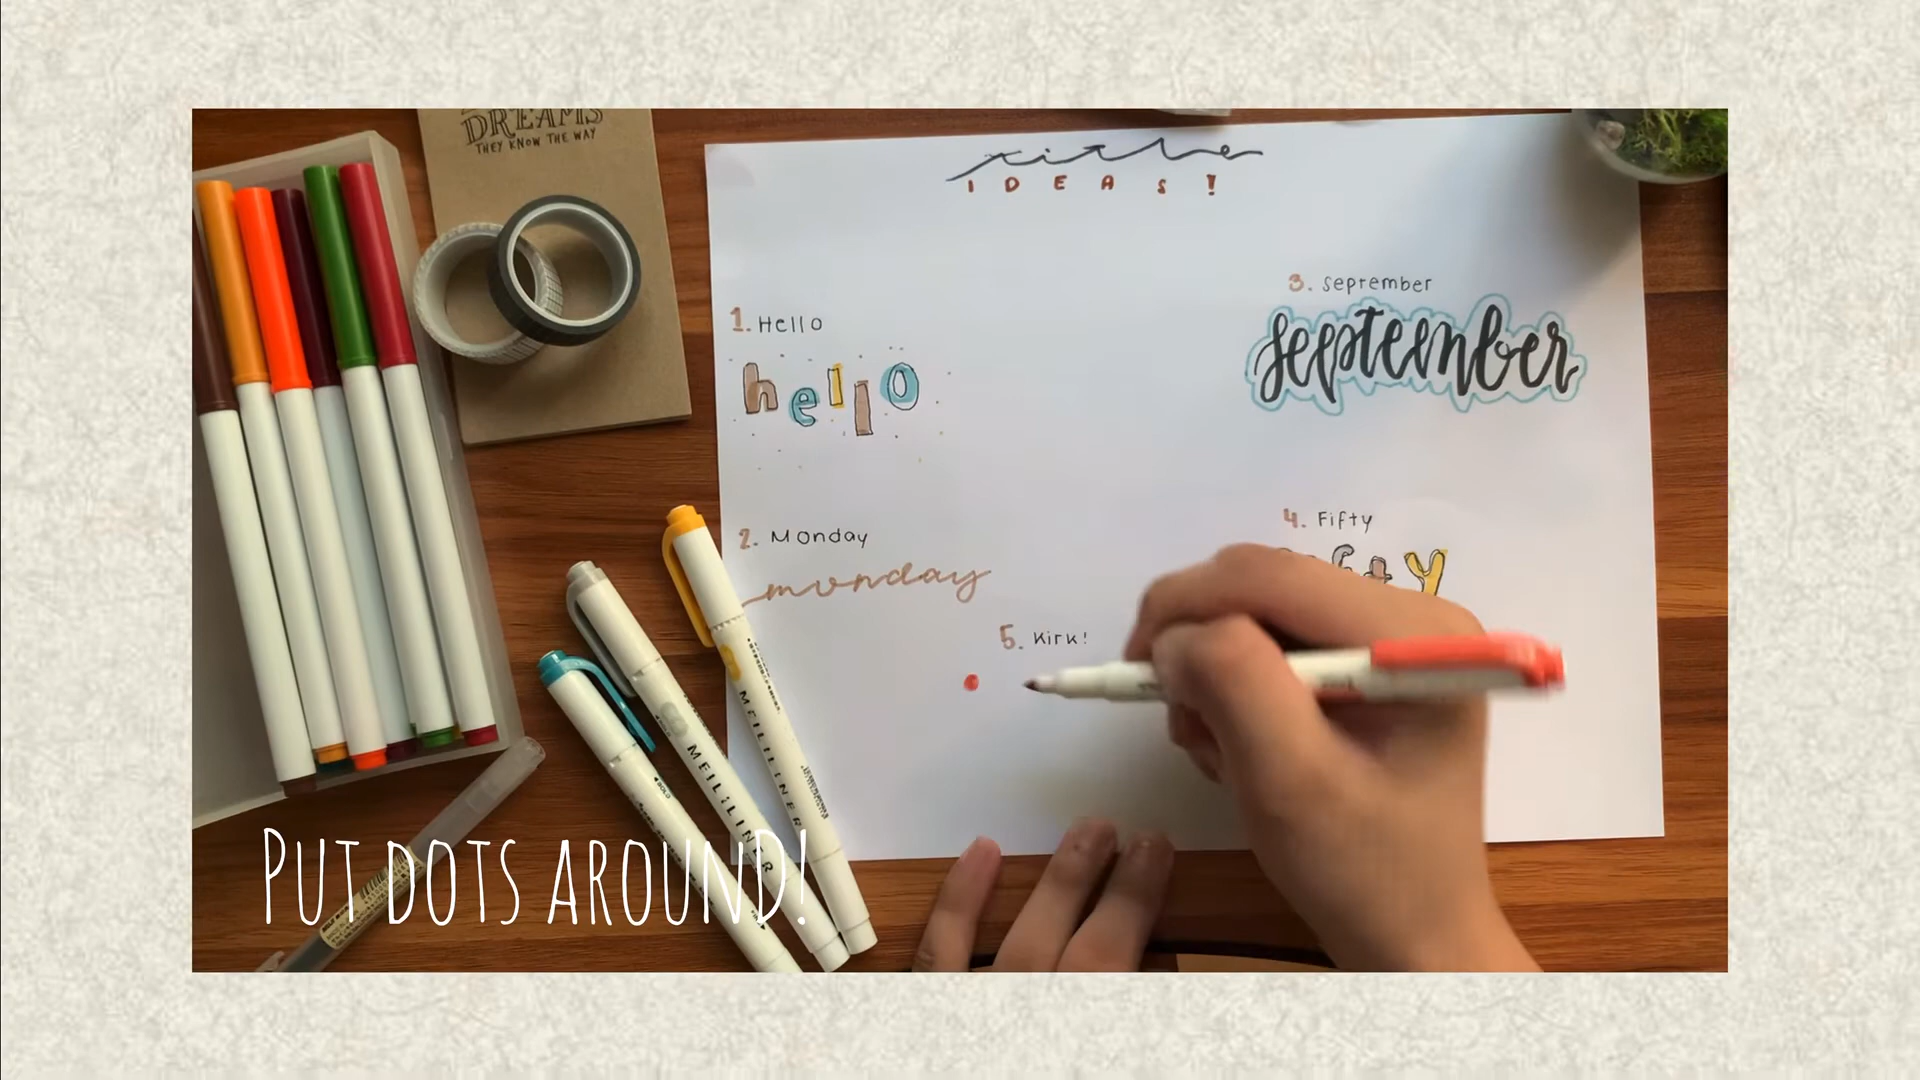 DREAMS
THEY KNOW THE WAY
title
IDEAS!
1. Hello
hello
2. Monday
monday
3. September
september
4. Fifty
5. Kirk!
MEILILINER
MEILILINER
PUT DOTS AROUND!